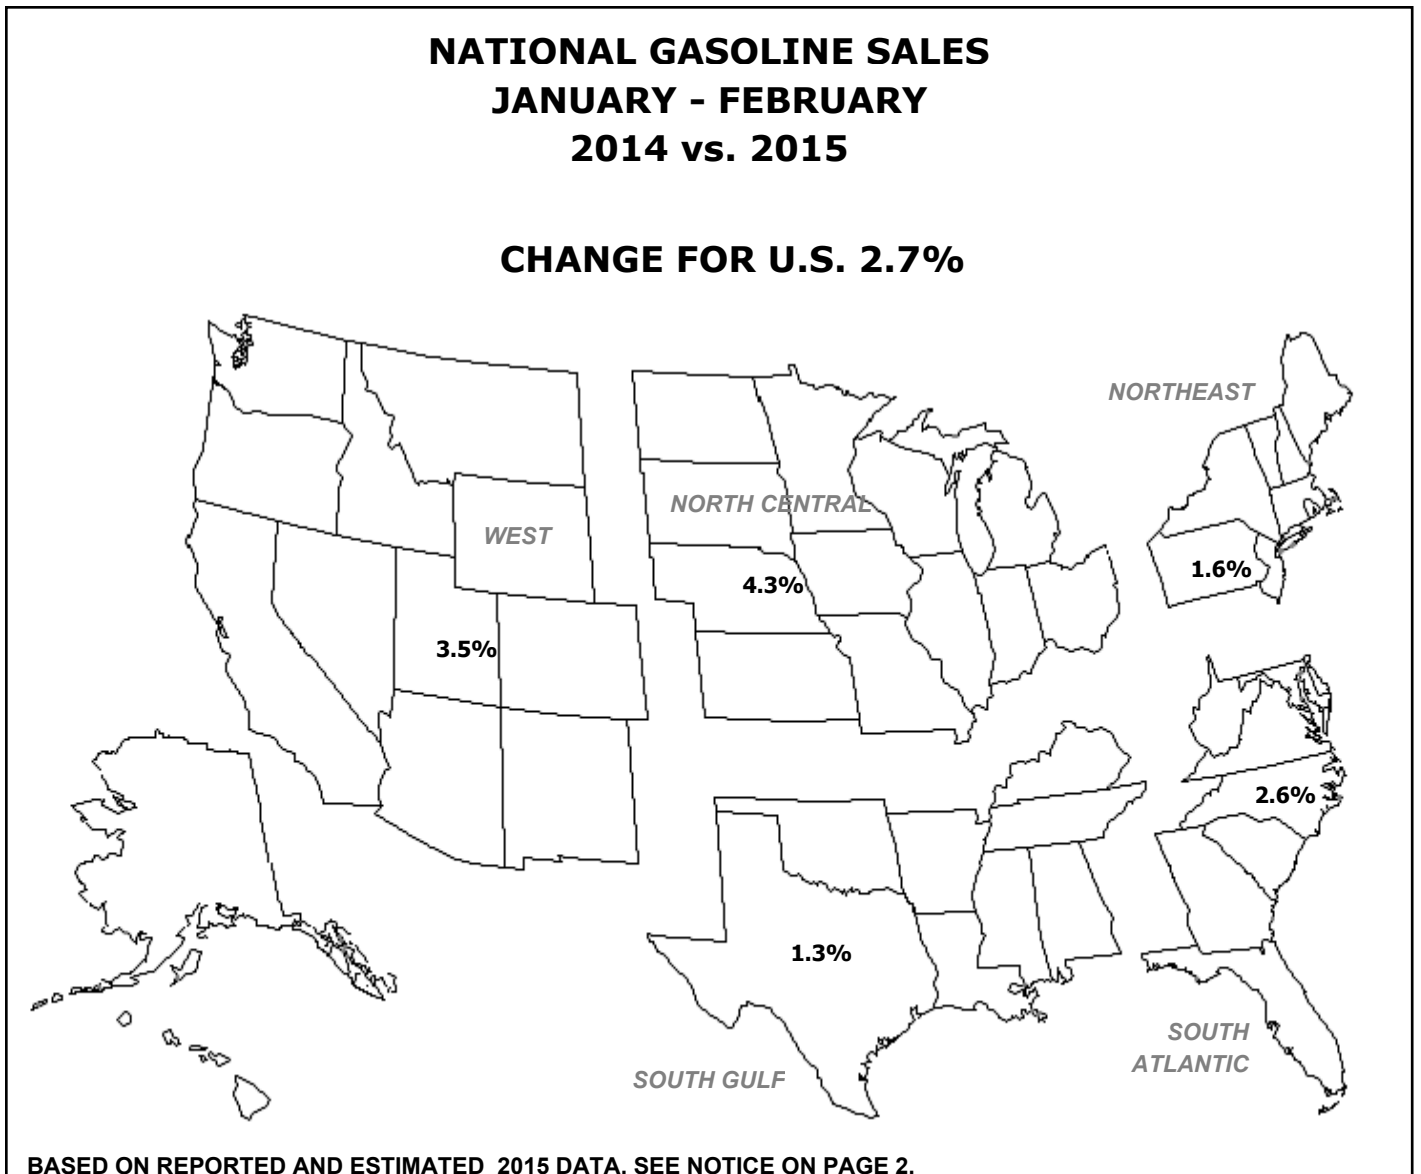 NATIONAL GASOLINE SALES
JANUARY - FEBRUARY
2014 vs. 2015
CHANGE FOR U.S. 2.7%
NORTHEAST
NORTH CENTRAL
WEST
1.6%
4.3%
3.5%
2.6%
1.3%
SOUTH
ATLANTIC
SOUTH GULF
BASED ON REPORTED AND ESTIMATED 2015 DATA. SEE NOTICE ON PAGE 2.